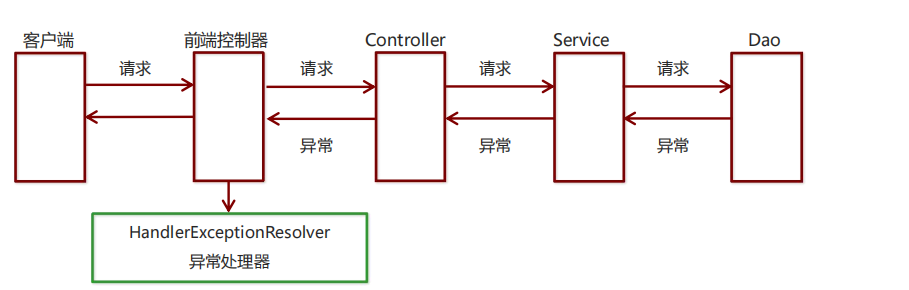 客户端
前端控制器
Controller
Service
Dao
请求
请求
请求
请求
异常
异常
异常
HandlerExceptionResolver
异常处理器